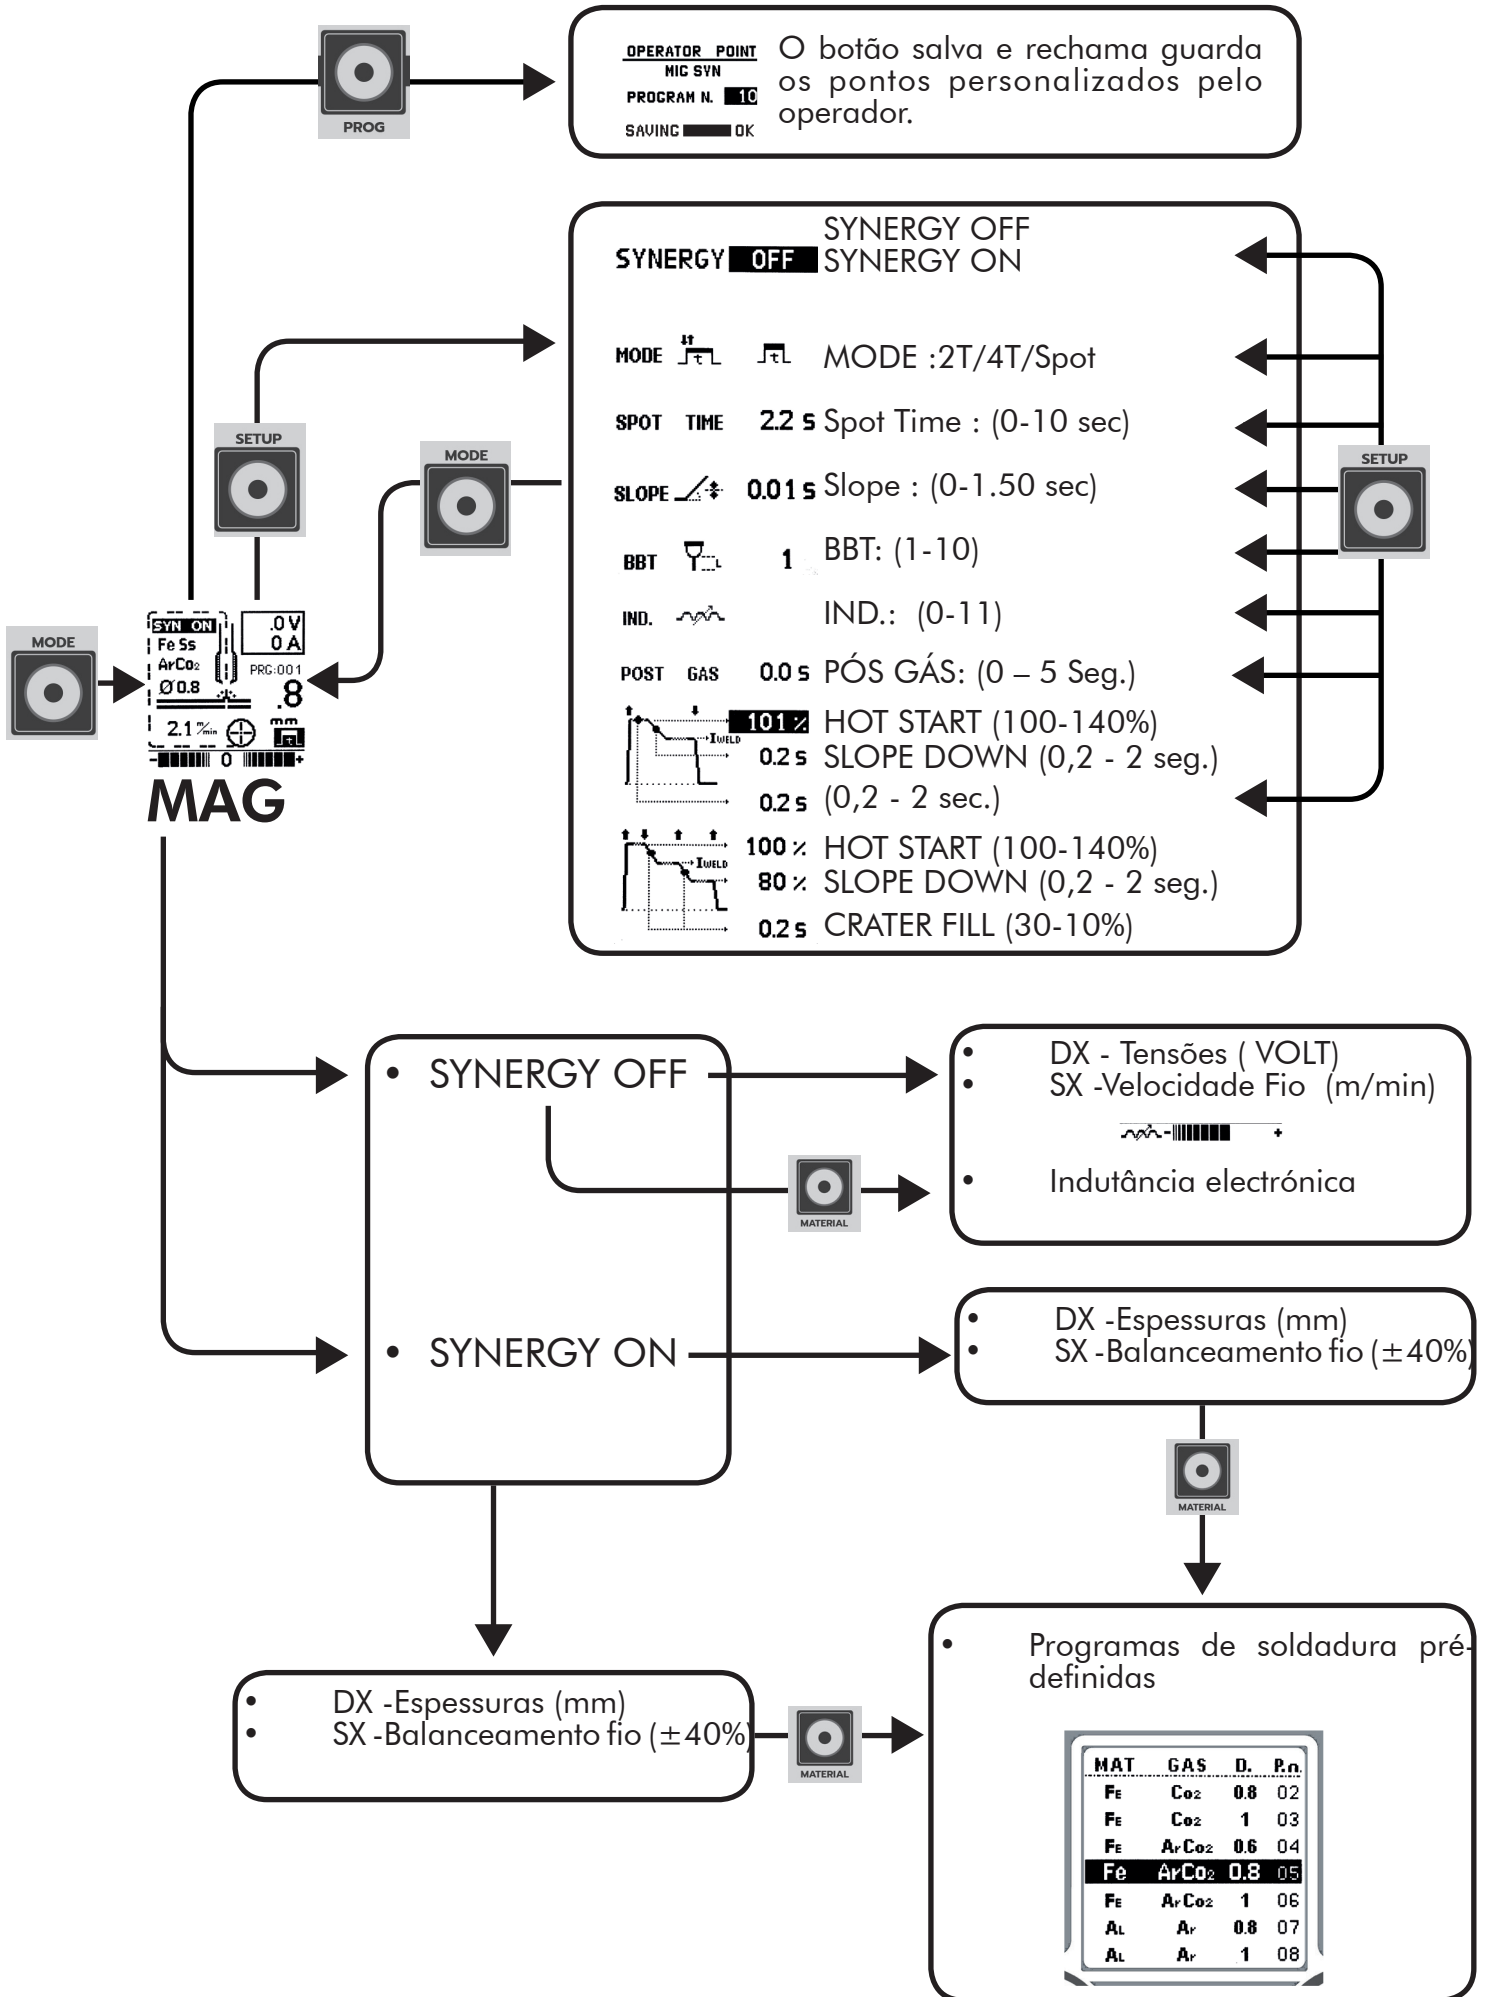 PROG
OPERATOR POINT
MIG SYN
PROGRAM N. 10
SAVING OK
O botão salva e rechama guarda
os pontos personalizados pelo
operador.
SYNERGY OFF
SYNERGY OFF
SYNERGY ON
MODE t t MODE :2T/4T/Spot
SPOT TIME 2.2 s Spot Time : (0-10 sec)
SLOPE 0.01 s Slope : (0-1.50 sec)
BBT L 1 BBT: (1-10)
IND. IND.: (0-11)
POST GAS 0.0 s PÓS GÁS: (0 – 5 Seg.)
IWELD 101 % HOT START (100-140%)
0.2 s SLOPE DOWN (0,2 - 2 seg.)
0.2 s (0,2 - 2 sec.)
IWELD 100 % HOT START (100-140%)
80 % SLOPE DOWN (0,2 - 2 seg.)
0.2 s CRATER FILL (30-10%)
SETUP
MODE
SETUP
MODE
SYN ON .0 V
Fe Ss 0 A
ArCo2 PRG:001
Ø 0.8 .8
2.1 m/min mm
- 0 +
MAG
• SYNERGY OFF
• DX - Tensões ( VOLT)
• SX -Velocidade Fio (m/min)
- +
• Indutância electrónica
MATERIAL
• SYNERGY ON
• DX -Espessuras (mm)
• SX -Balanceamento fio (±40%)
MATERIAL
• DX -Espessuras (mm)
• SX -Balanceamento fio (±40%)
MATERIAL
• Programas de soldadura pré-
definidas
MAT GAS D. P.n.
FE Co2 0.8 02
FE Co2 1 03
FE ArCo2 0.6 04
Fe ArCo2 0.8 05
FE ArCo2 1 06
AL Ar 0.8 07
AL Ar 1 08